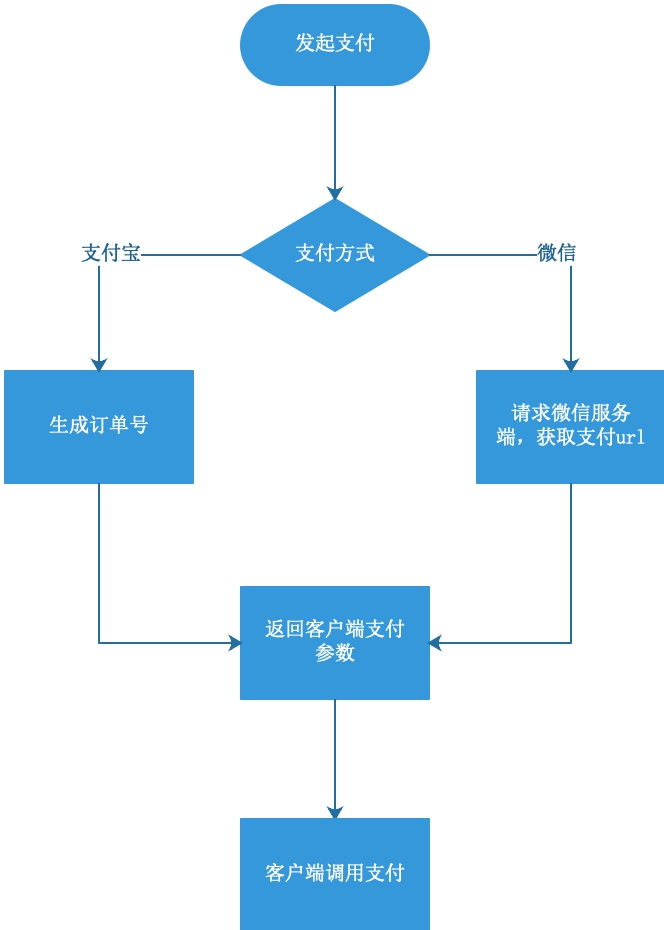 发起支付
支付方式
支付宝
微信
生成订单号
请求微信服务
端，获取支付url
返回客户端支付
参数
客户端调用支付